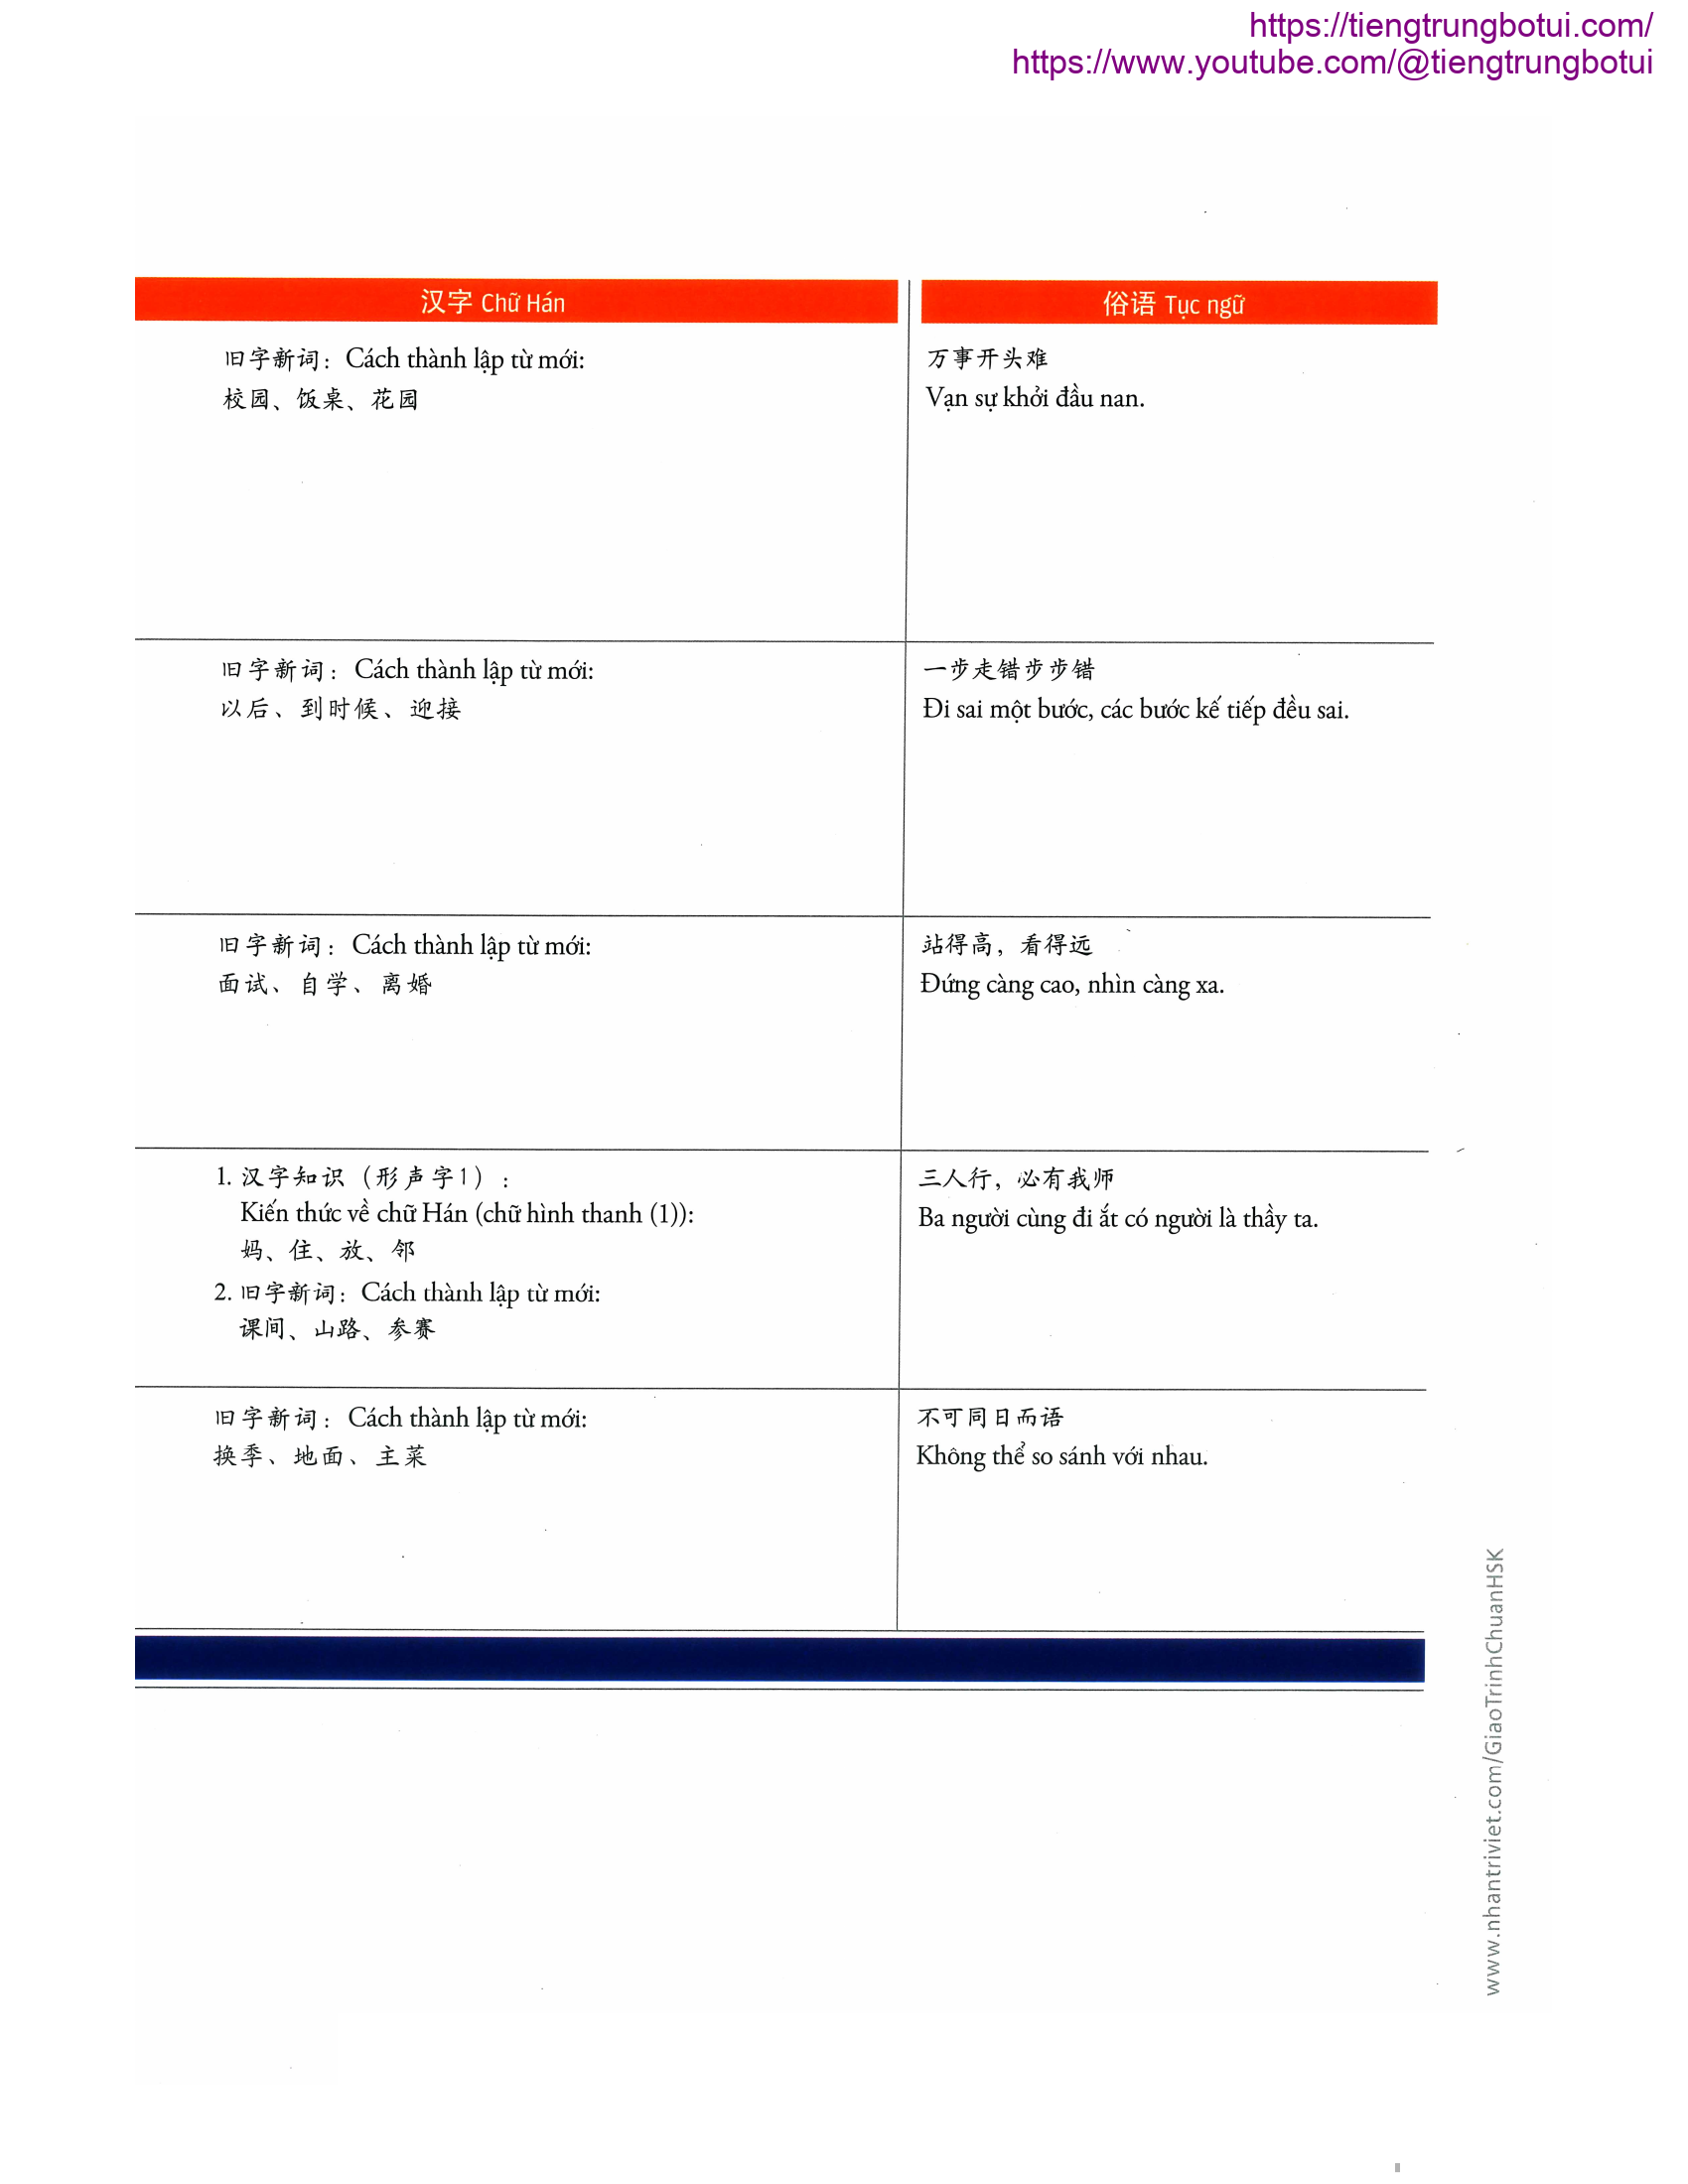 https://tiengtrungbotui.com/
https://www.youtube.com/@tiengtrungbotui
汉字 Chữ Hán
俗语 Tục ngữ
旧字新词：Cách thành lập từ mới:
校园、饭桌、花园
万事开头难
Vạn sự khởi đầu nan.
旧字新词：Cách thành lập từ mới:
以后、到时候、迎接
一步走错步步错
Đi sai một bước, các bước kế tiếp đều sai.
旧字新词：Cách thành lập từ mới:
面试、自学、离婚
站得高，看得远
Đứng càng cao, nhìn càng xa.
1. 汉字知识（形声字1）：
Kiến thức về chữ Hán (chữ hình thanh (1)):
妈、住、放、邻
2. 旧字新词：Cách thành lập từ mới:
课间、山路、参赛
三人行，必有我师
Ba người cùng đi ắt có người là thầy ta.
旧字新词：Cách thành lập từ mới:
换季、地面、主菜
不可同日而语
Không thể so sánh với nhau.
www.nhantriviet.com/GiaoTrinhChuanHSK